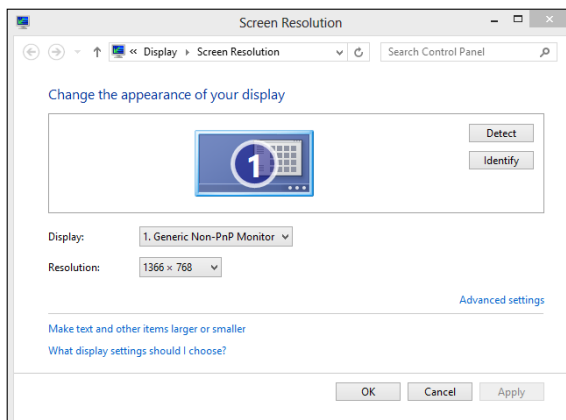 Screen Resolution
« Display ▸ Screen Resolution
Search Control Panel
Change the appearance of your display
1
Detect
Identify
Display: 1. Generic Non-PnP Monitor
Resolution: 1366 × 768
Advanced settings
Make text and other items larger or smaller
What display settings should I choose?
OK Cancel Apply